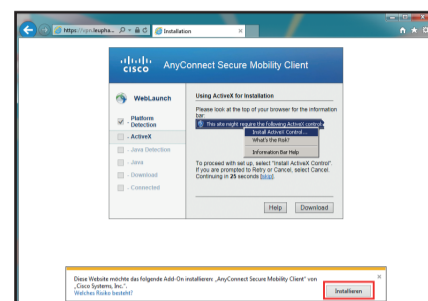 https://vpn.leupha...
Installation
CISCO
AnyConnect Secure Mobility Client
WebLaunch
Platform Detection
- ActiveX
- Java Detection
- Java
- Download
- Connected
Using ActiveX for Installation
Please look at the top of your browser for the information
bar:
This site might require the following ActiveX control:
Install ActiveX Control...
What's the Risk?
Information Bar Help
To proceed with set up, select "Install ActiveX Control".
If you are prompted to Retry or Cancel, select Cancel.
Continuing in 25 seconds [skip].
Help
Download
Diese Website möchte das folgende Add-On installieren: „AnyConnect Secure Mobility Client" von
„Cisco Systems, Inc.".
Welches Risiko besteht?
Installieren